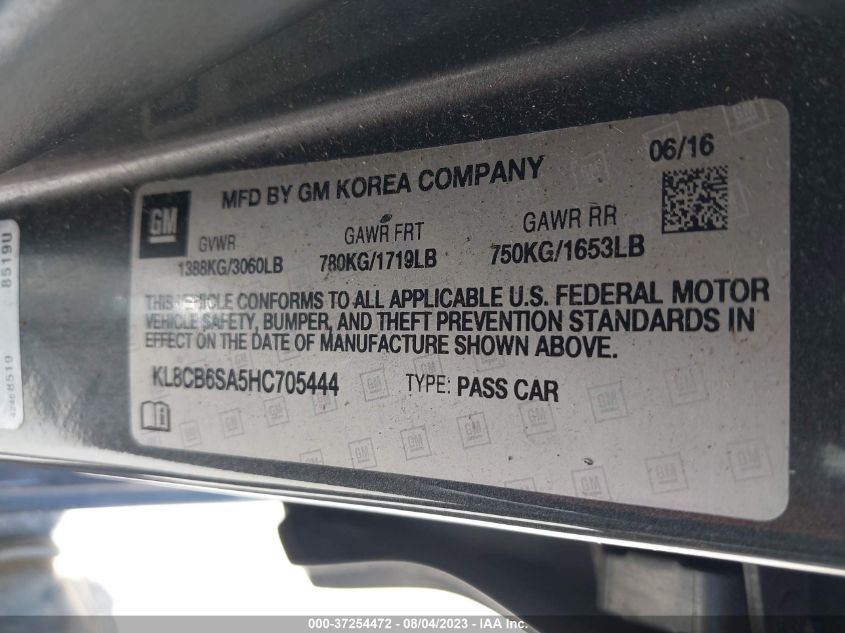 MFD BY GM KOREA COMPANY
06/16
GM
GVWR
1388KG/3060LB
GAWR FRT
780KG/1719LB
GAWR RR
750KG/1653LB
THIS VEHICLE CONFORMS TO ALL APPLICABLE U.S. FEDERAL MOTOR
VEHICLE SAFETY, BUMPER, AND THEFT PREVENTION STANDARDS IN
EFFECT ON THE DATE OF MANUFACTURE SHOWN ABOVE.
KL8CB6SA5HC705444
TYPE: PASS CAR
8519U
000-37254472 - 08/04/2023 - © IAA, Inc.